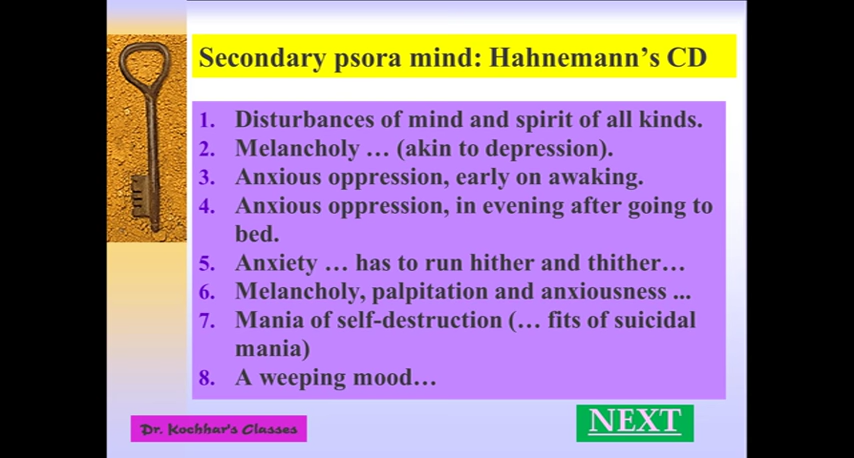 Secondary psora mind: Hahnemann's CD
1. Disturbances of mind and spirit of all kinds.
2. Melancholy … (akin to depression).
3. Anxious oppression, early on awaking.
4. Anxious oppression, in evening after going to
bed.
5. Anxiety … has to run hither and thither…
6. Melancholy, palpitation and anxiousness ...
7. Mania of self-destruction (… fits of suicidal
mania)
8. A weeping mood…
Dr. Kochhar's Classes
NEXT